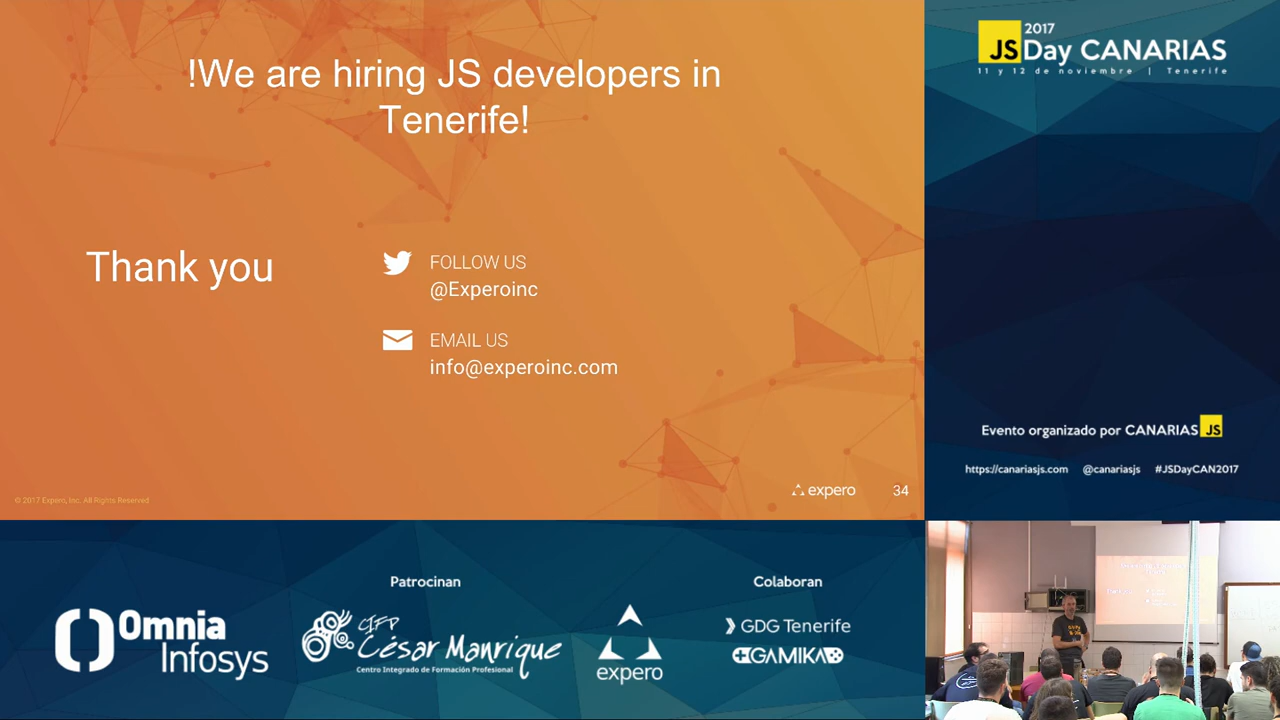 !We are hiring JS developers in
Tenerife!
Thank you
FOLLOW US
@Experoinc
EMAIL US
info@experoinc.com
© 2017 Expero, Inc. All Rights Reserved
expero
34
2017
JS Day CANARIAS
11 y 12 de noviembre | Tenerife
Evento organizado por CANARIAS JS
https://canariasjs.com @canariasjs #JSDayCAN2017
Patrocinan
Omnia
Infosys
CIFP
César Manrique
Centro Integrado de Formación Profesional
expero
Colaboran
GDG Tenerife
GAMIKA